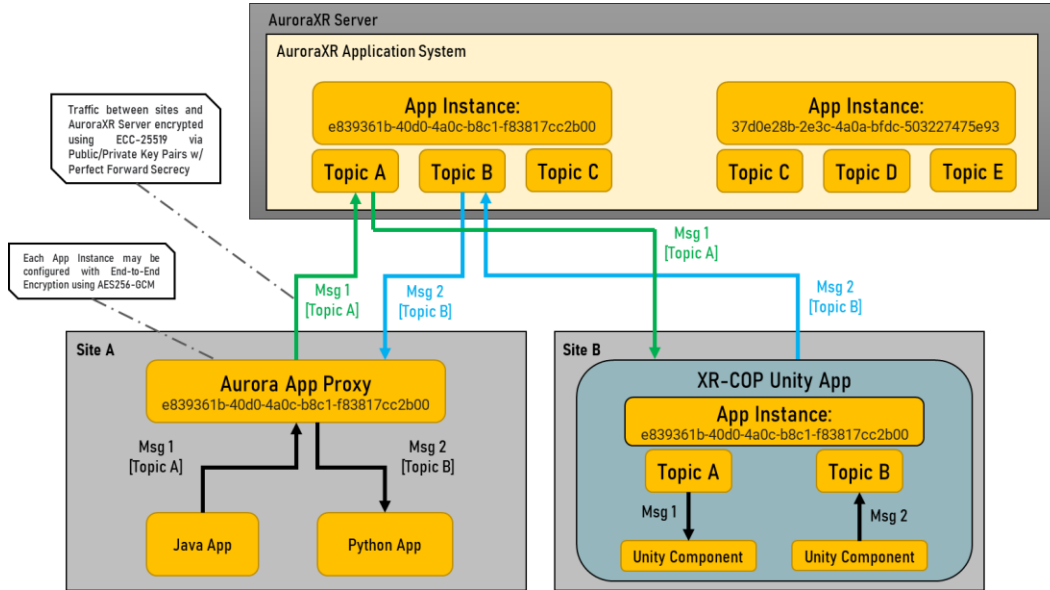 AuroraXR Server
AuroraXR Application System
App Instance:
e839361b-40d0-4a0c-b8c1-f83817cc2b00
App Instance:
37d0e28b-2e3c-4a0a-bfdc-503227475e93
Topic A
Topic B
Topic C
Topic C
Topic D
Topic E
Traffic between sites and
AuroraXR Server encrypted
using ECC-25519 via
Public/Private Key Pairs w/
Perfect Forward Secrecy
Each App Instance may be
configured with End-to-End
Encryption using AES256-GCM
Msg 1
[Topic A]
Msg 2
[Topic B]
Msg 1
[Topic A]
Msg 2
[Topic B]
Site A
Aurora App Proxy
e839361b-40d0-4a0c-b8c1-f83817cc2b00
Msg 1
[Topic A]
Msg 2
[Topic B]
Java App
Python App
Site B
XR-COP Unity App
App Instance:
e839361b-40d0-4a0c-b8c1-f83817cc2b00
Topic A
Topic B
Msg 1
Msg 2
Unity Component
Unity Component